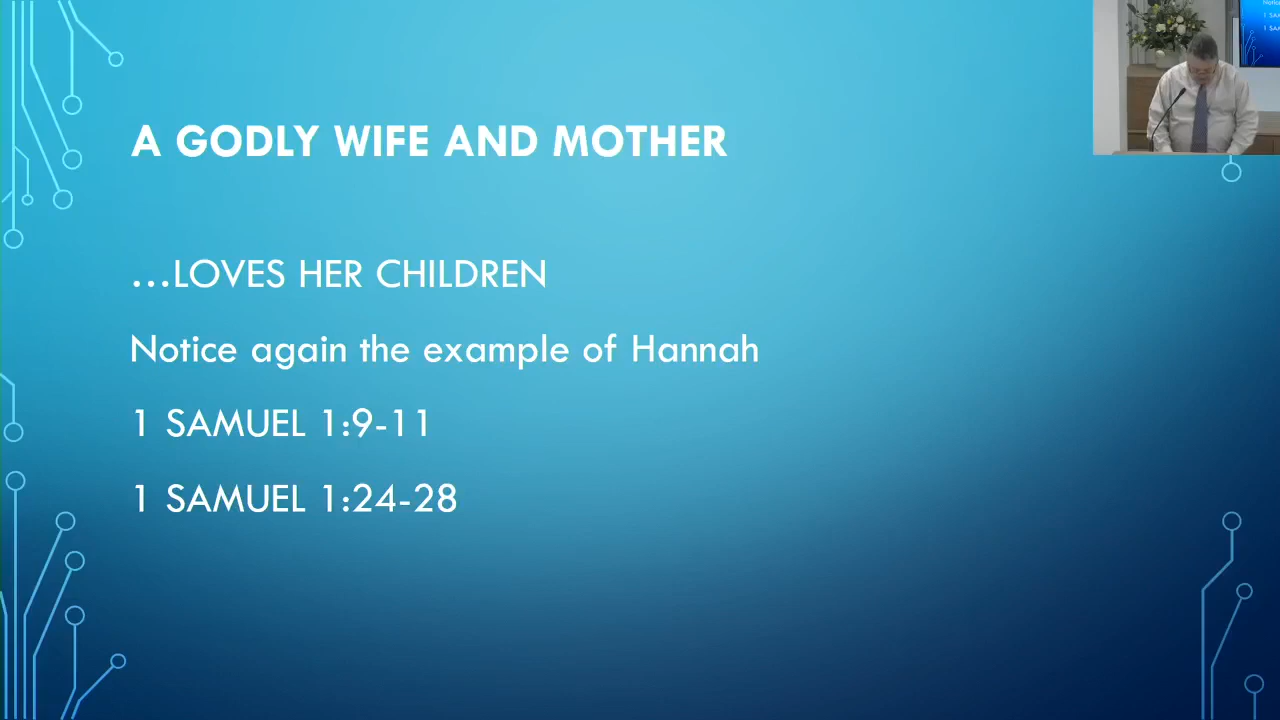 A GODLY WIFE AND MOTHER
...LOVES HER CHILDREN
Notice again the example of Hannah
1 SAMUEL 1:9-11
1 SAMUEL 1:24-28